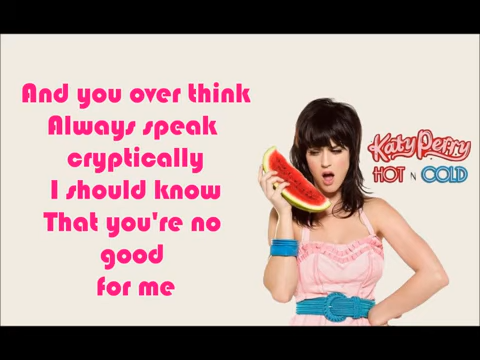 And you over think
Always speak
cryptically
I should know
That you're no
good
for me
Katy Perry
HOT N COLD